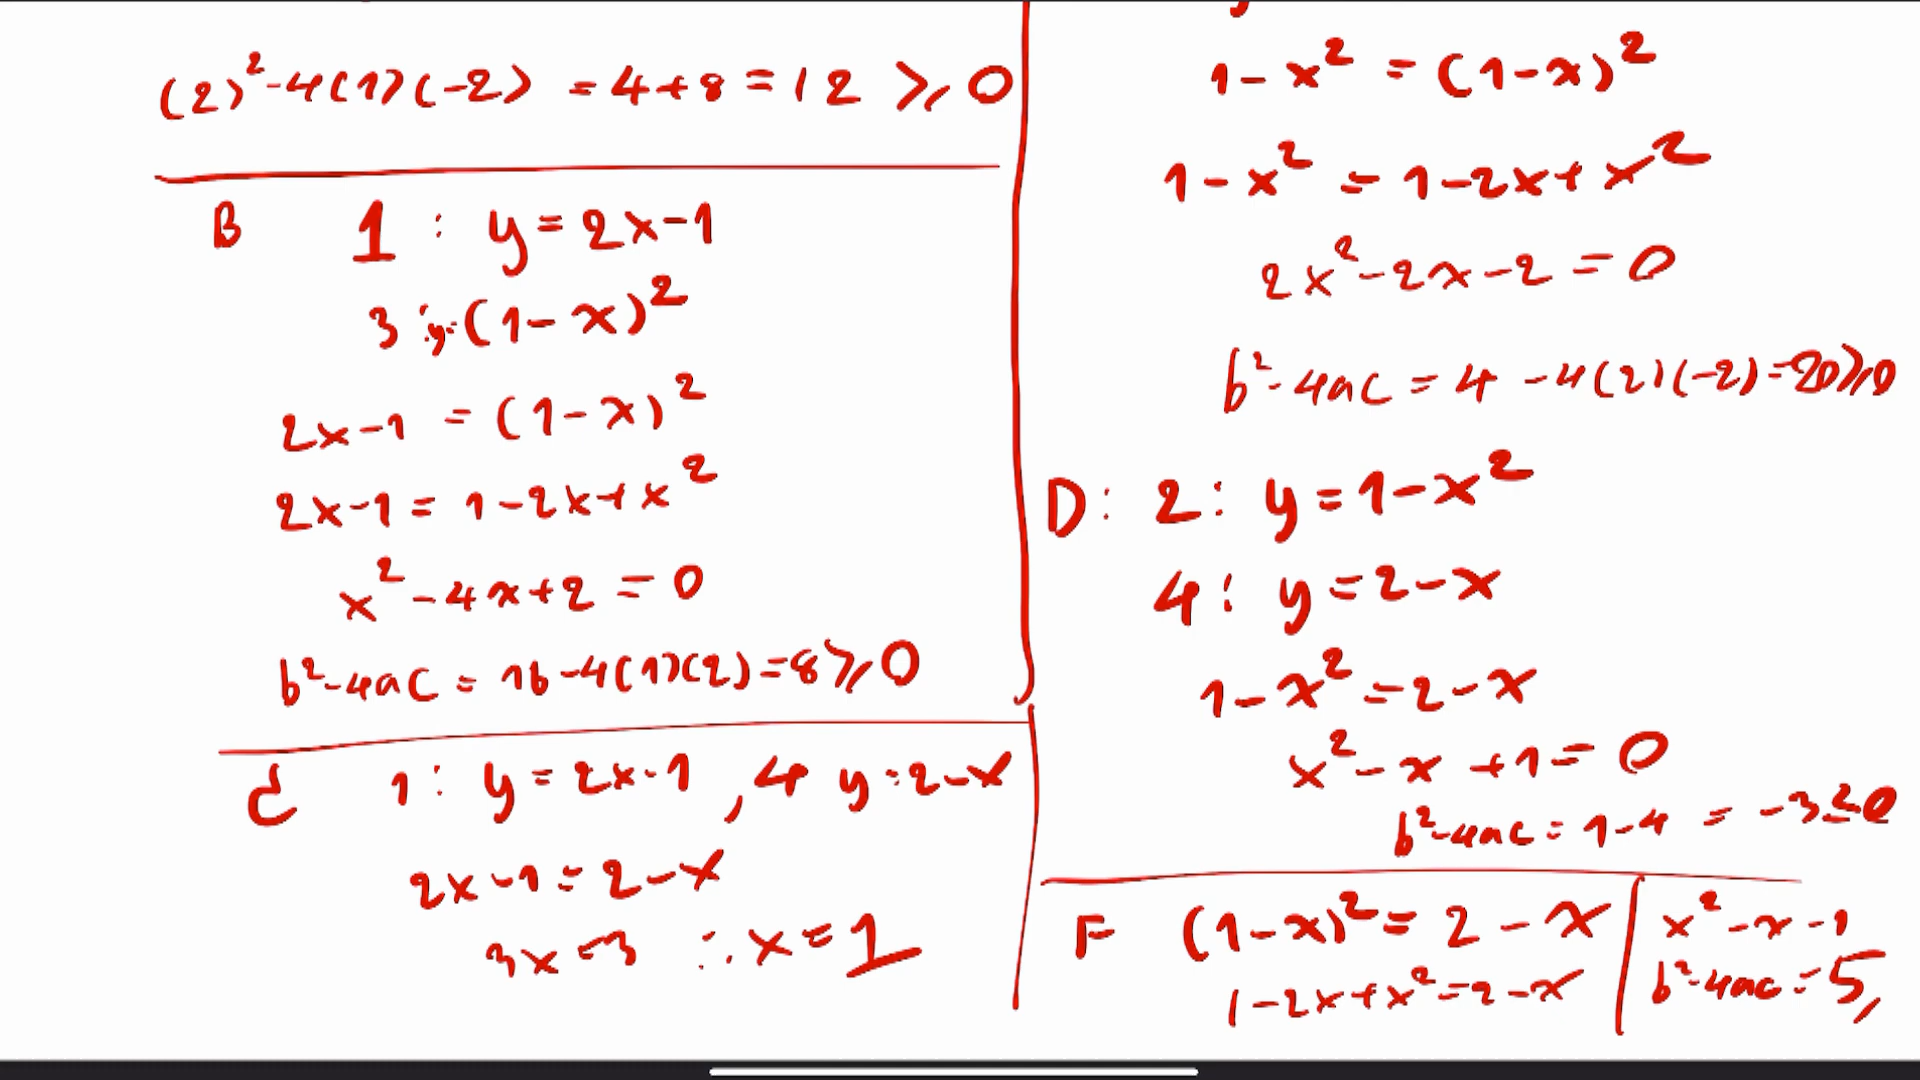 (2)² - 4(1)(-2) = 4+8 = 12 ⩾ 0
B 1 : y = 2x-1
3 : y = (1-x)²
2x-1 = (1-x)²
2x-1 = 1-2x+x²
x² - 4x + 2 = 0
b²-4ac = 16-4(1)(2) = 8 ⩾ 0
C 1 : y = 2x-1 , 4 y = 2-x
2x-1 = 2-x
3x = 3 ∴ x = 1
1-x² = (1-x)²
1-x² = 1-2x+x²
2x²-2x-2 = 0
b²-4ac = 4 -4(2)(-2) = 20 ⩾ 0
D : 2 : y = 1-x²
4 : y = 2-x
1-x² = 2-x
x² - x + 1 = 0
b²-4ac = 1-4 = -3 ≤ 0
F (1-x)² = 2-x
1-2x+x² = 2-x
x²-x-1
b²-4ac = 5,